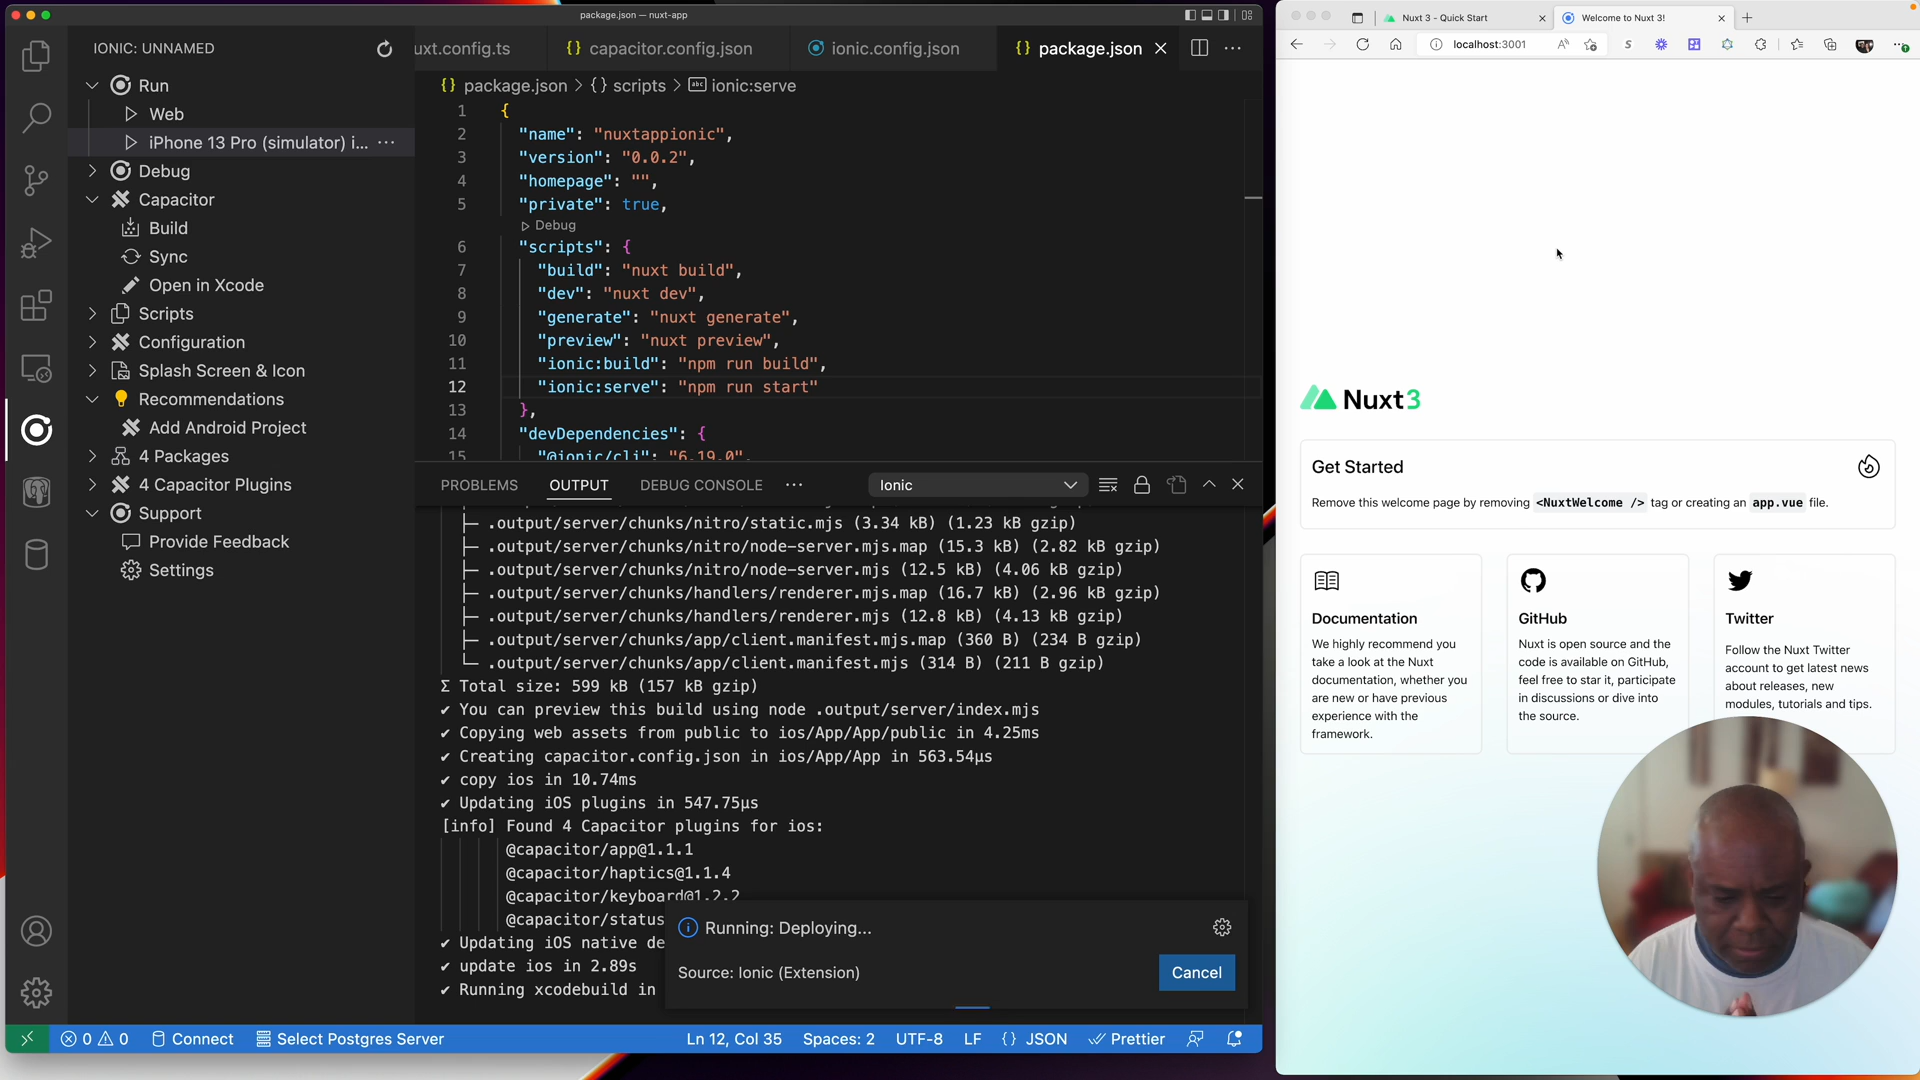 package.json — nuxt-app
IONIC: UNNAMED
Run
Web
iPhone 13 Pro (simulator) i...
Debug
Capacitor
Build
Sync
Open in Xcode
Scripts
Configuration
Splash Screen & Icon
Recommendations
Add Android Project
4 Packages
4 Capacitor Plugins
Support
Provide Feedback
Settings
uxt.config.ts
{} capacitor.config.json
ionic.config.json
{} package.json
{} package.json > {} scripts > abc ionic:serve
1 {
2 "name": "nuxtappionic",
3 "version": "0.0.2",
4 "homepage": "",
5 "private": true,
Debug
6 "scripts": {
7 "build": "nuxt build",
8 "dev": "nuxt dev",
9 "generate": "nuxt generate",
10 "preview": "nuxt preview",
11 "ionic:build": "npm run build",
12 "ionic:serve": "npm run start"
13 },
14 "devDependencies": {
15 "@ionic/cli": "6.19.0",
PROBLEMS OUTPUT DEBUG CONSOLE ··· Ionic
├─ .output/server/chunks/nitro/static.mjs (3.34 kB) (1.23 kB gzip)
├─ .output/server/chunks/nitro/node-server.mjs.map (15.3 kB) (2.82 kB gzip)
├─ .output/server/chunks/nitro/node-server.mjs (12.5 kB) (4.06 kB gzip)
├─ .output/server/chunks/handlers/renderer.mjs.map (16.7 kB) (2.96 kB gzip)
├─ .output/server/chunks/handlers/renderer.mjs (12.8 kB) (4.13 kB gzip)
├─ .output/server/chunks/app/client.manifest.mjs.map (360 B) (234 B gzip)
└─ .output/server/chunks/app/client.manifest.mjs (314 B) (211 B gzip)
Σ Total size: 599 kB (157 kB gzip)
✔ You can preview this build using node .output/server/index.mjs
✔ Copying web assets from public to ios/App/App/public in 4.25ms
✔ Creating capacitor.config.json in ios/App/App in 563.54μs
✔ copy ios in 10.74ms
✔ Updating iOS plugins in 547.75μs
[info] Found 4 Capacitor plugins for ios:
@capacitor/app@1.1.1
@capacitor/haptics@1.1.4
@capacitor/keyboard@1.2.2
@capacitor/status
✔ Updating iOS native de
✔ update ios in 2.89s
✔ Running xcodebuild in
Running: Deploying...
Source: Ionic (Extension)
Cancel
0 0 Connect Select Postgres Server Ln 12, Col 35 Spaces: 2 UTF-8 LF {} JSON Prettier
Nuxt 3 - Quick Start
Welcome to Nuxt 3!
localhost:3001
Nuxt3
Get Started
Remove this welcome page by removing <NuxtWelcome /> tag or creating an app.vue file.
Documentation
We highly recommend you
take a look at the Nuxt
documentation, whether you
are new or have previous
experience with the
framework.
GitHub
Nuxt is open source and the
code is available on GitHub,
feel free to star it, participate
in discussions or dive into
the source.
Twitter
Follow the Nuxt Twitter
account to get latest news
about releases, new
modules, tutorials and tips.